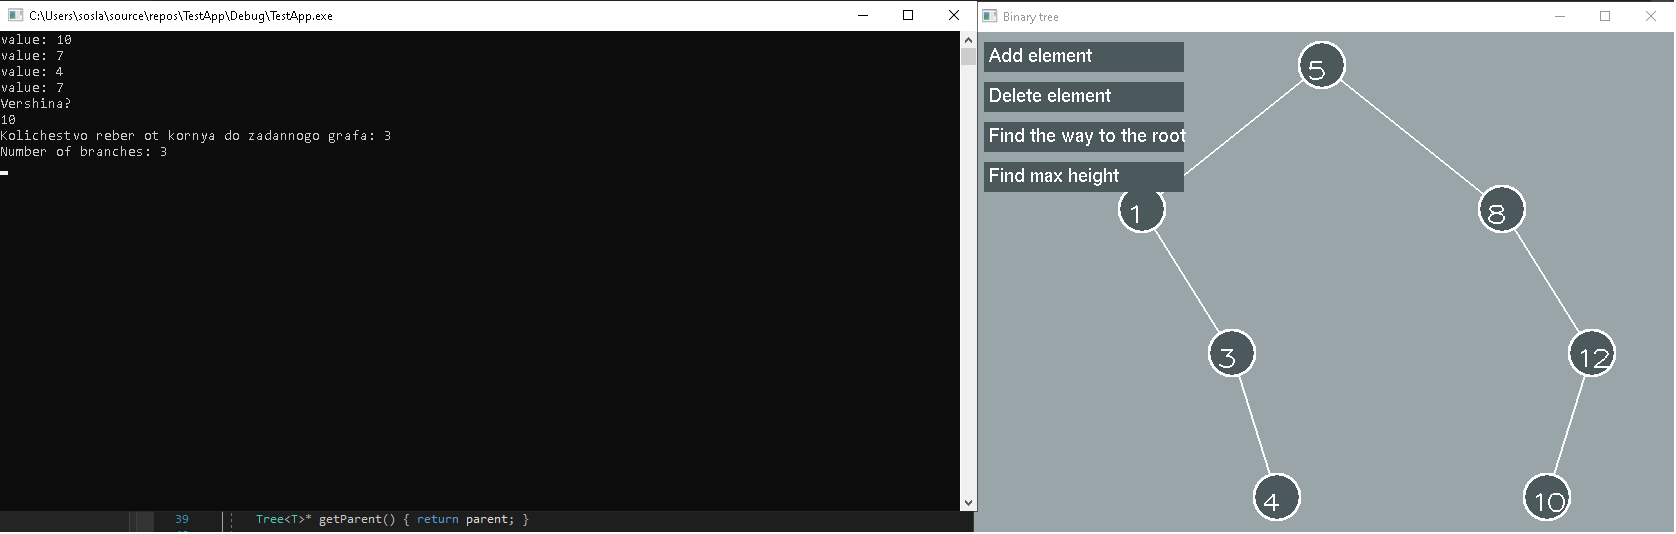 C:\Users\sosla\source\repos\TestApp\Debug\TestApp.exe
value: 10
value: 7
value: 4
value: 7
Vershina?
10
Kolichestvo reber ot kornya do zadannogo grafa: 3
Number of branches: 3
39 Tree<T>* getParent() { return parent; }
Binary tree
Add element
Delete element
Find the way to the root
Find max height
5
1
8
3
12
4
10